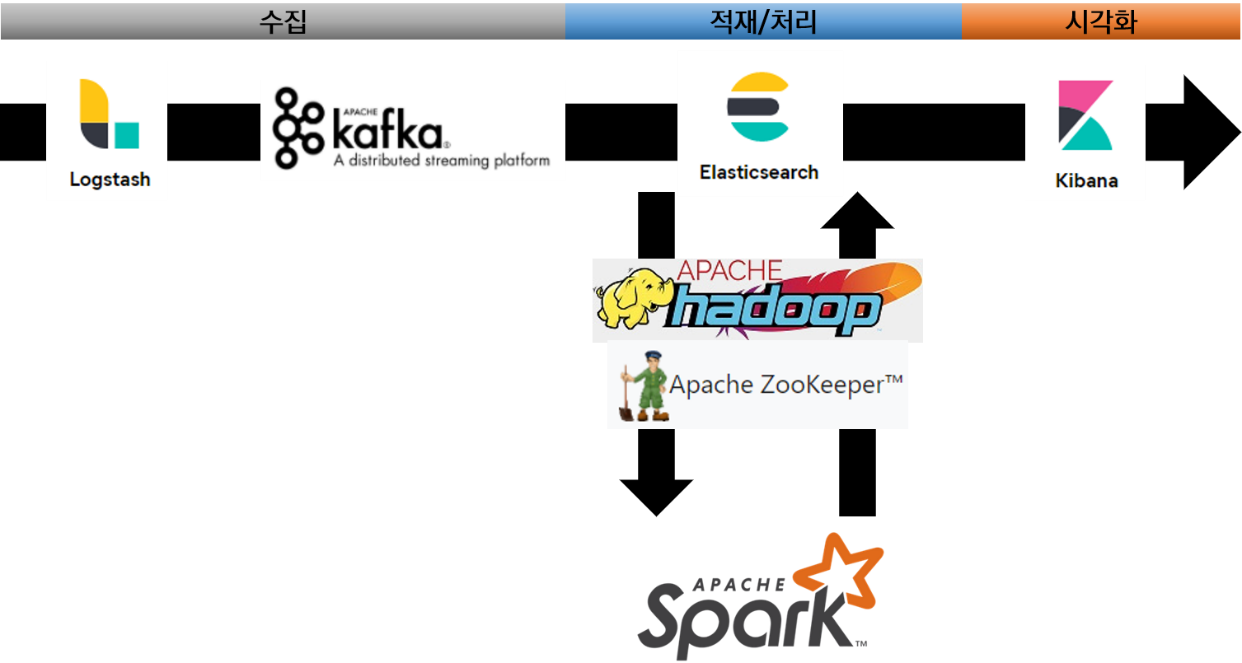 수집
적재/처리
시각화
Logstash
APACHE
kafka®
A distributed streaming platform
Elasticsearch
Kibana
APACHE
hadoop
Apache ZooKeeper™
APACHE
Spark™